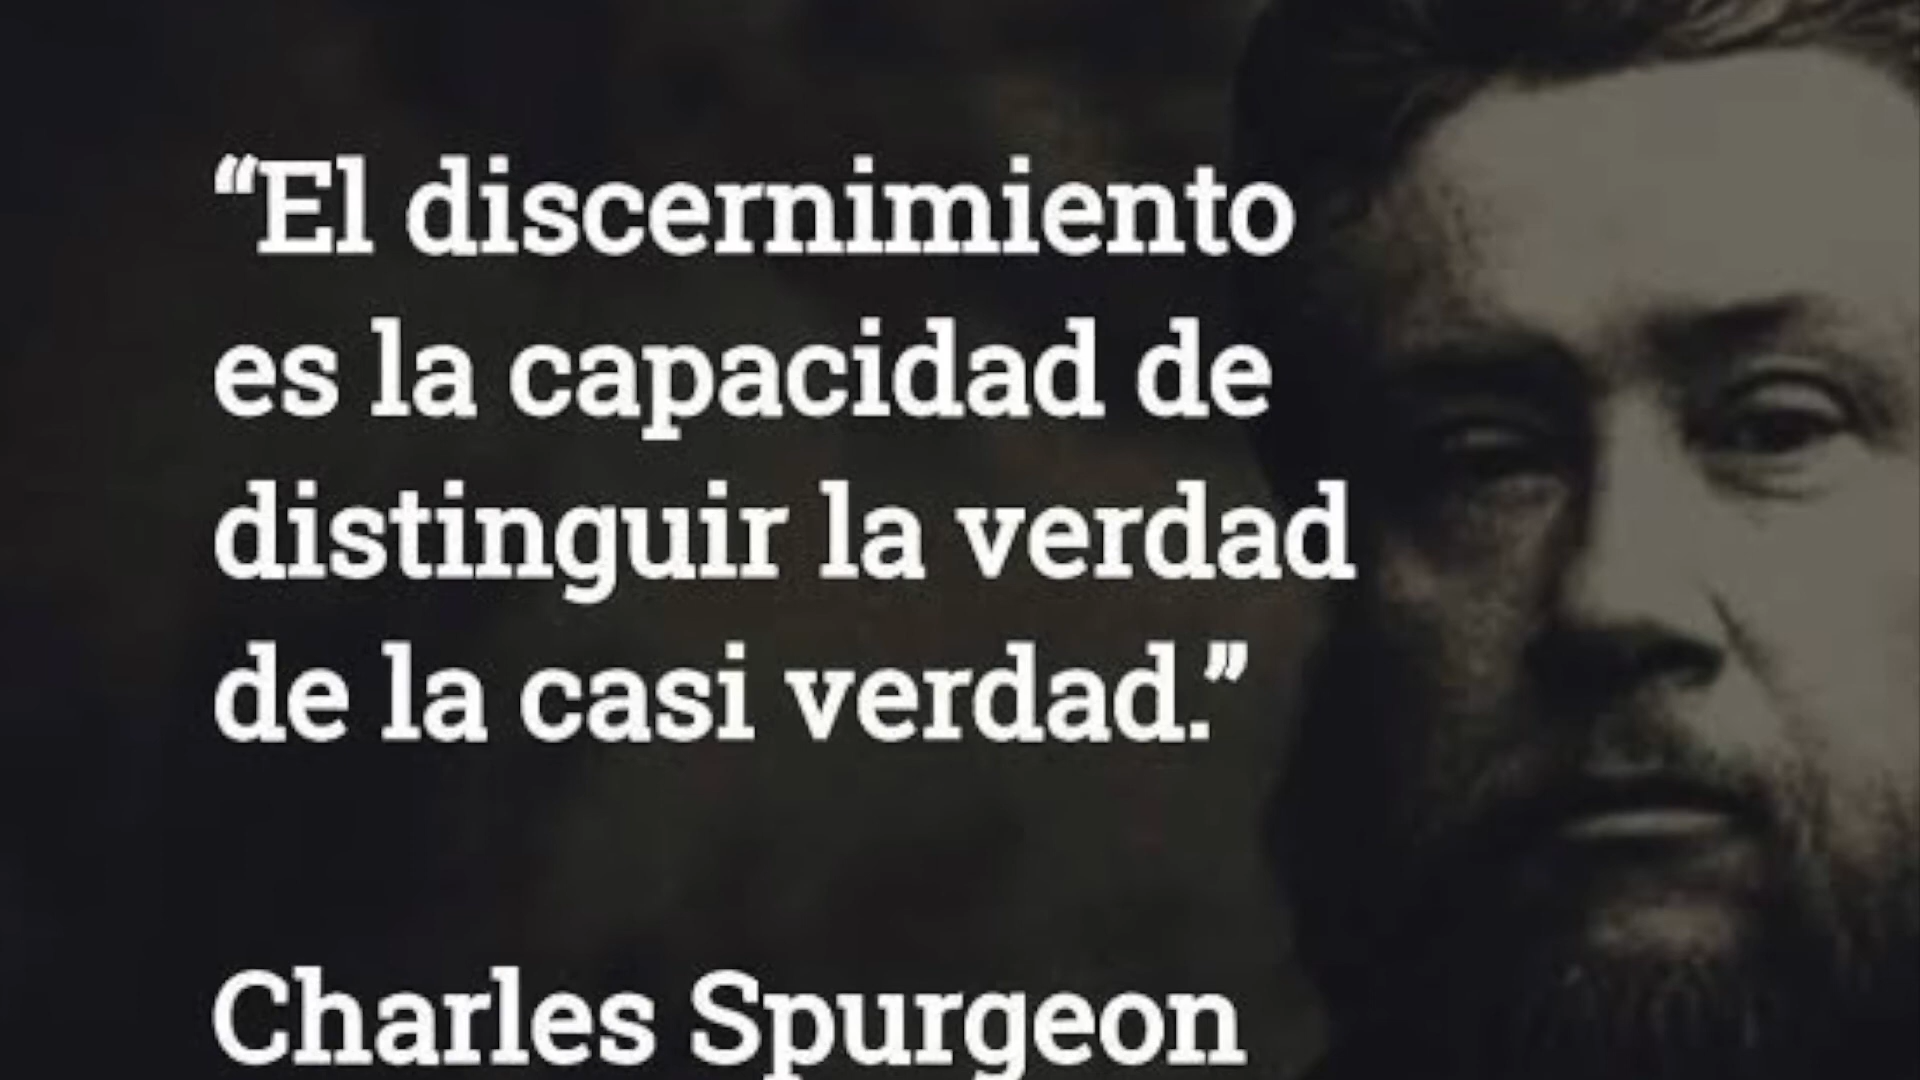 “El discernimiento
es la capacidad de
distinguir la verdad
de la casi verdad.”
Charles Spurgeon